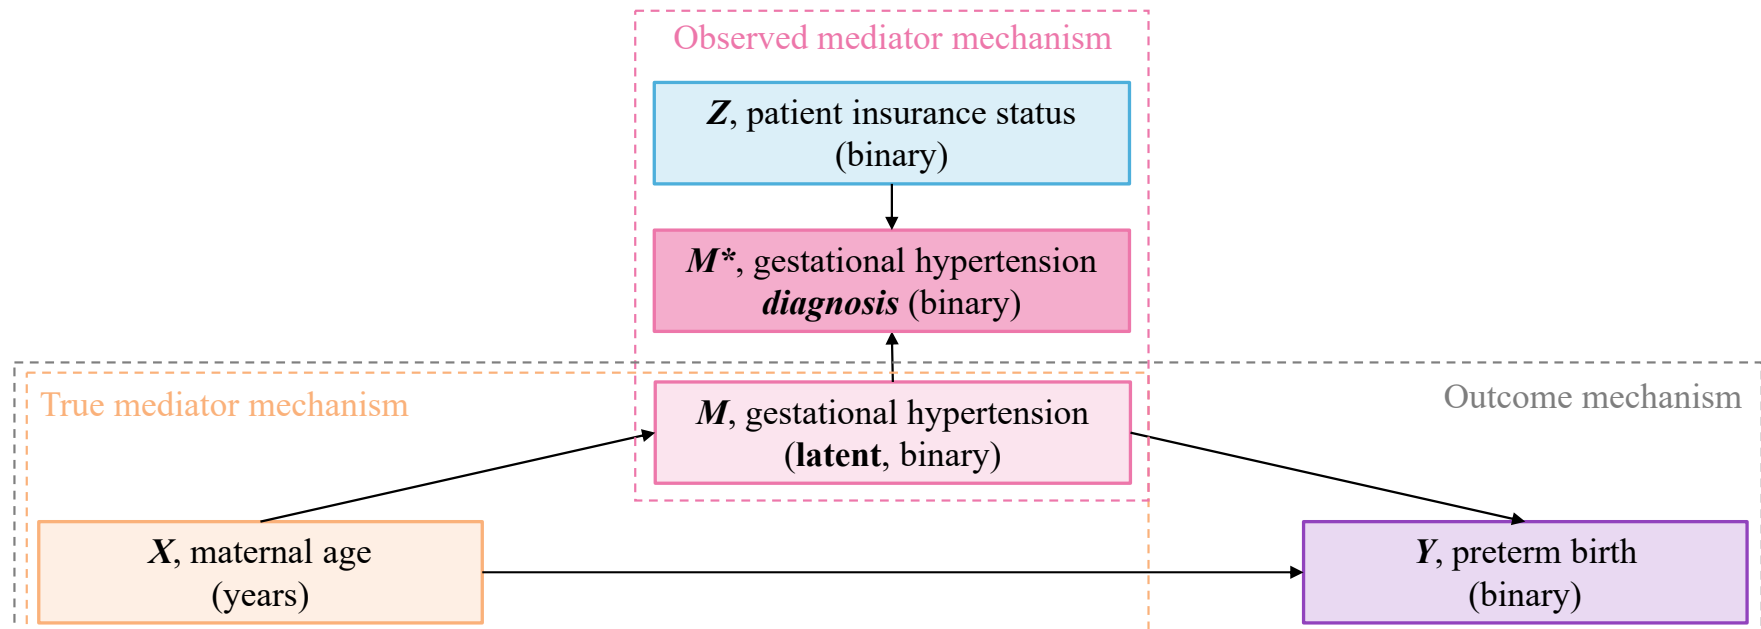 Observed mediator mechanism
Z, patient insurance status
(binary)
M*, gestational hypertension
diagnosis (binary)
True mediator mechanism
M, gestational hypertension
(latent, binary)
Outcome mechanism
X, maternal age
(years)
Y, preterm birth
(binary)